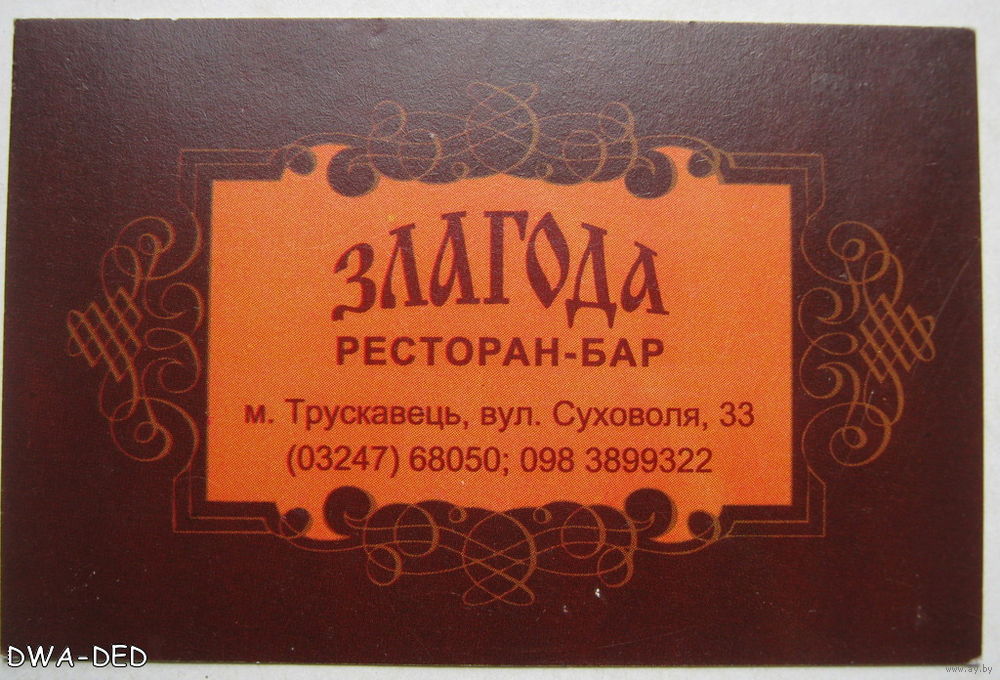 ЗЛАГОДА
РЕСТОРАН-БАР
м. Трускавець, вул. Суховоля, 33
(03247) 68050; 098 3899322
DWA-DED
www.ay.by